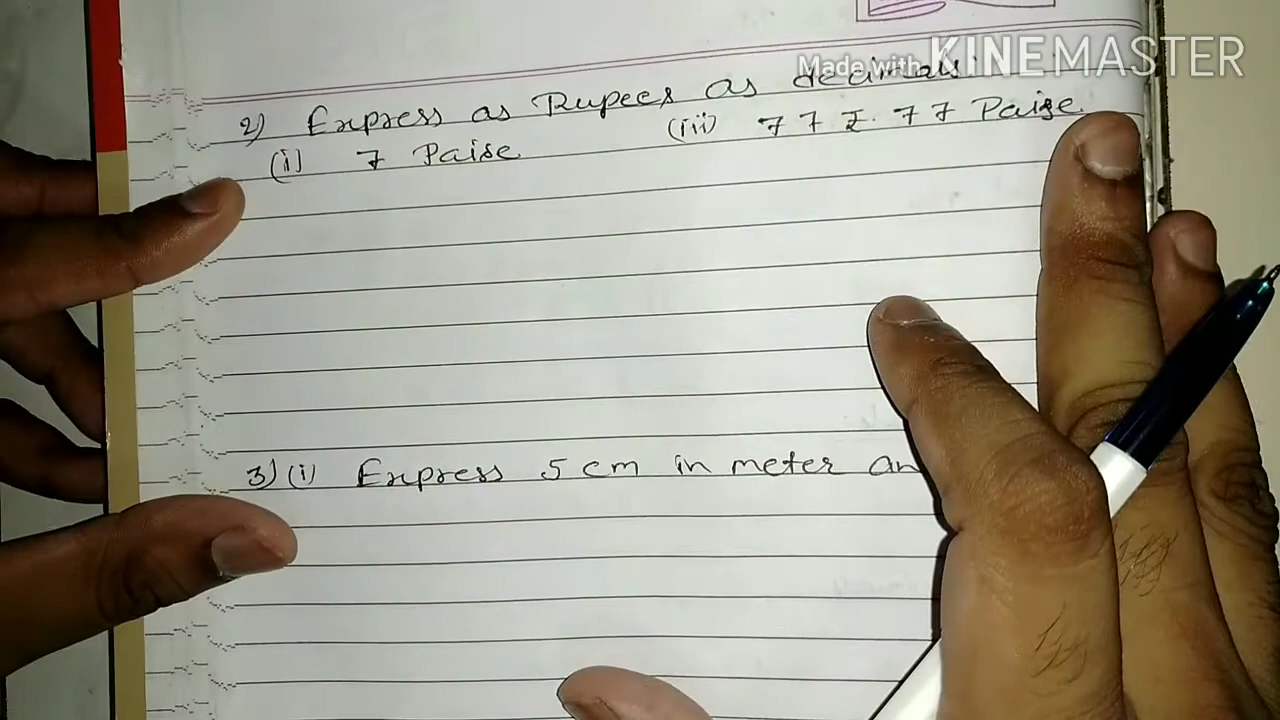 Made with KINEMASTER
2) Express as Rupees as decimals.
(i) 7 Paise (iii) 77 ₹. 77 Paise
3) (i) Express 5 cm in meter an